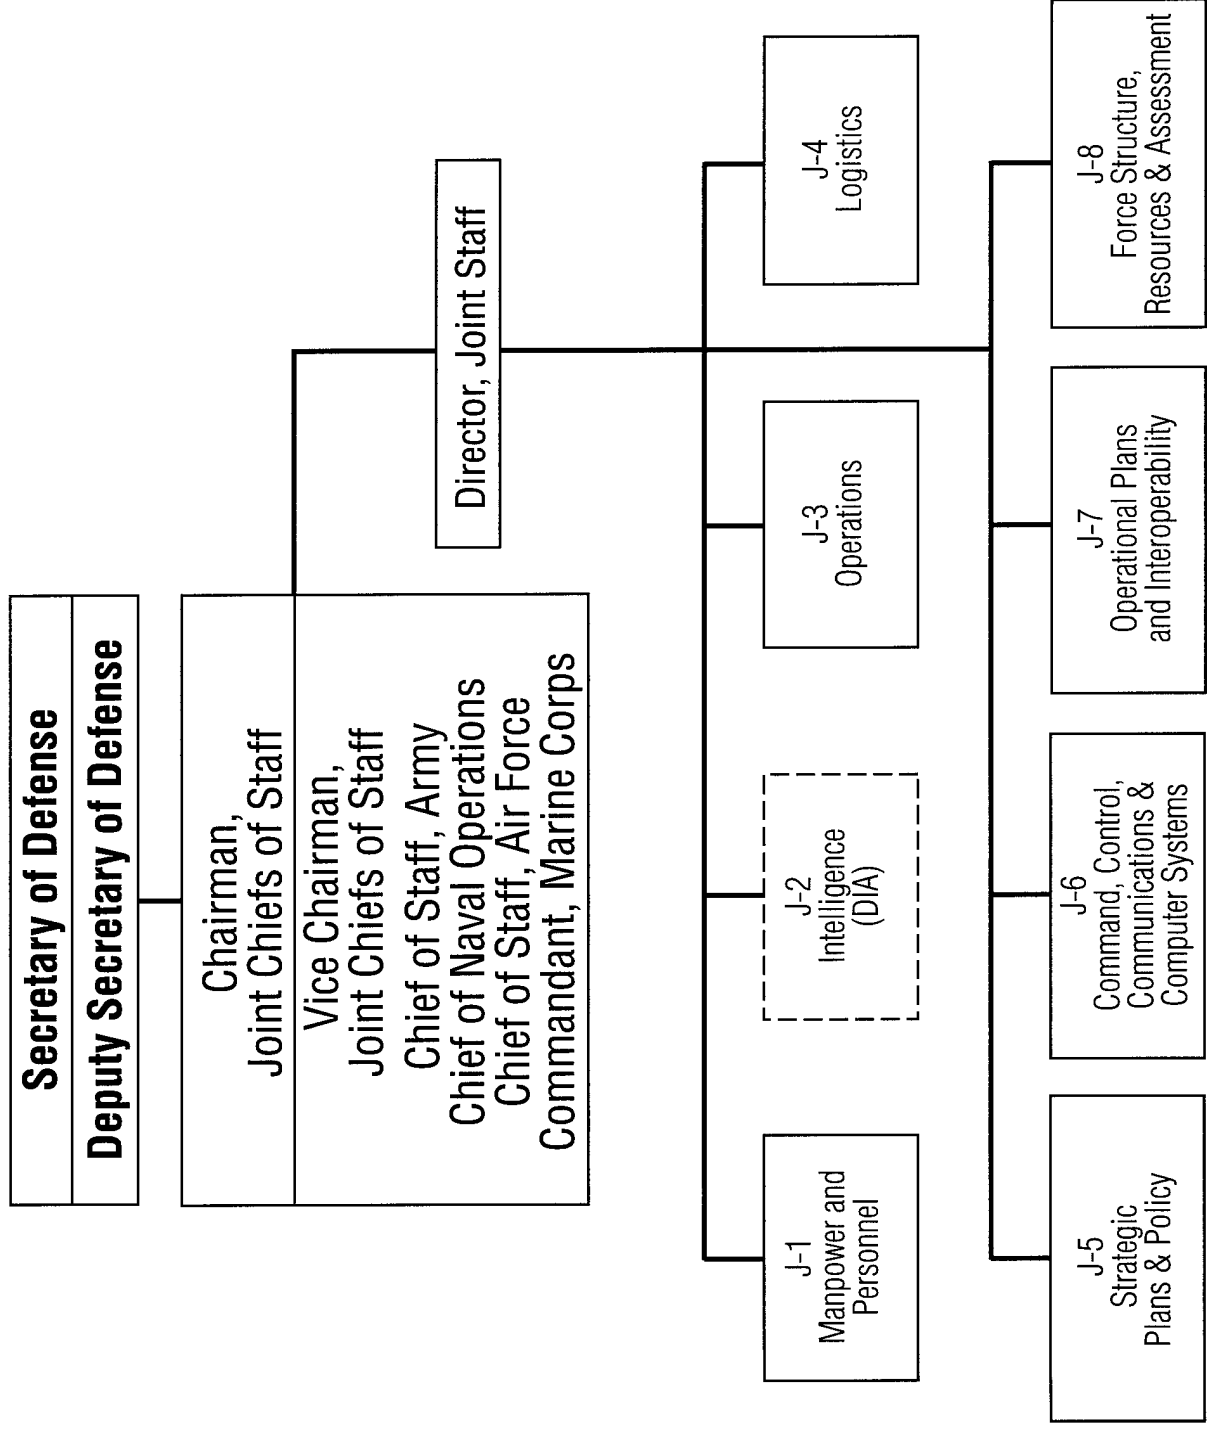 Secretary of Defense
Deputy Secretary of Defense
Chairman,
Joint Chiefs of Staff
Vice Chairman,
Joint Chiefs of Staff
Chief of Staff, Army
Chief of Naval Operations
Chief of Staff, Air Force
Commandant, Marine Corps
Director, Joint Staff
J-1
Manpower and
Personnel
J-2
Intelligence
(DIA)
J-3
Operations
J-4
Logistics
J-5
Strategic
Plans & Policy
J-6
Command, Control,
Communications &
Computer Systems
J-7
Operational Plans
and Interoperability
J-8
Force Structure,
Resources & Assessment